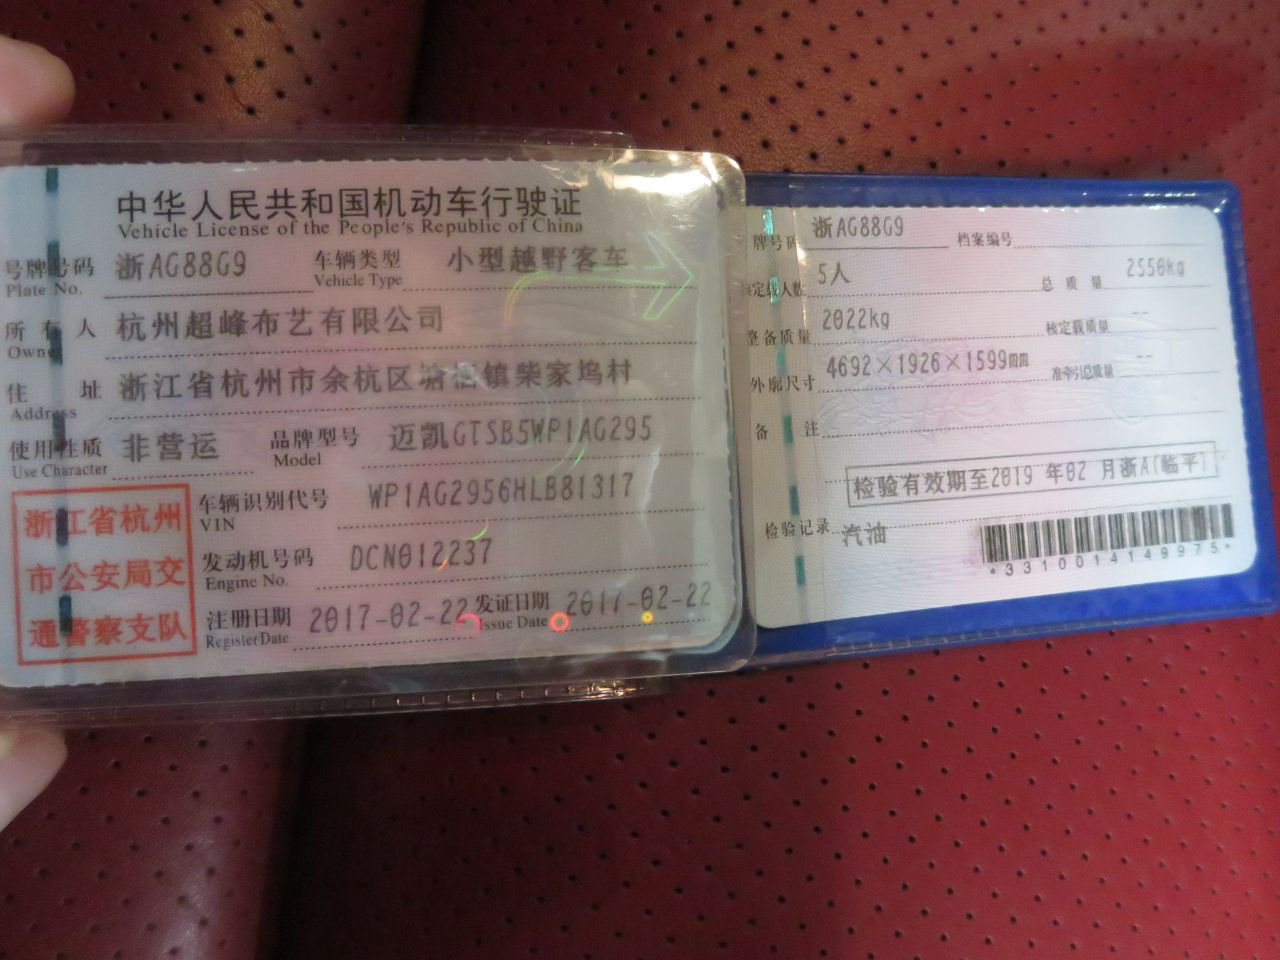 中华人民共和国机动车行驶证
Vehicle License of the People's Republic of China
号牌号码 浙AG88G9 车辆类型 小型越野客车
Plate No. Vehicle Type
所有人 杭州超峰布艺有限公司
Owner
住址 浙江省杭州市余杭区塘栖镇柴家坞村
Address
使用性质 非营运 品牌型号 迈凯GTSB5WP1AG295
Use Character Model
浙江省杭州
市公安局交
通警察支队
车辆识别代号 WP1AG2956HLB81317
VIN
发动机号码 DCN012237
Engine No.
注册日期 2017-02-22 发证日期 2017-02-22
Register Date Issue Date
牌号码 浙AG88G9 档案编号
核定载人数 5人 总质量 2550kg
整备质量 2022kg 核定载质量 --
外廓尺寸 4692×1926×1599mm 准牵引总质量 --
备注
检验有效期至2019 年02 月浙A(临平)
检验记录 汽油
*3310014149975*